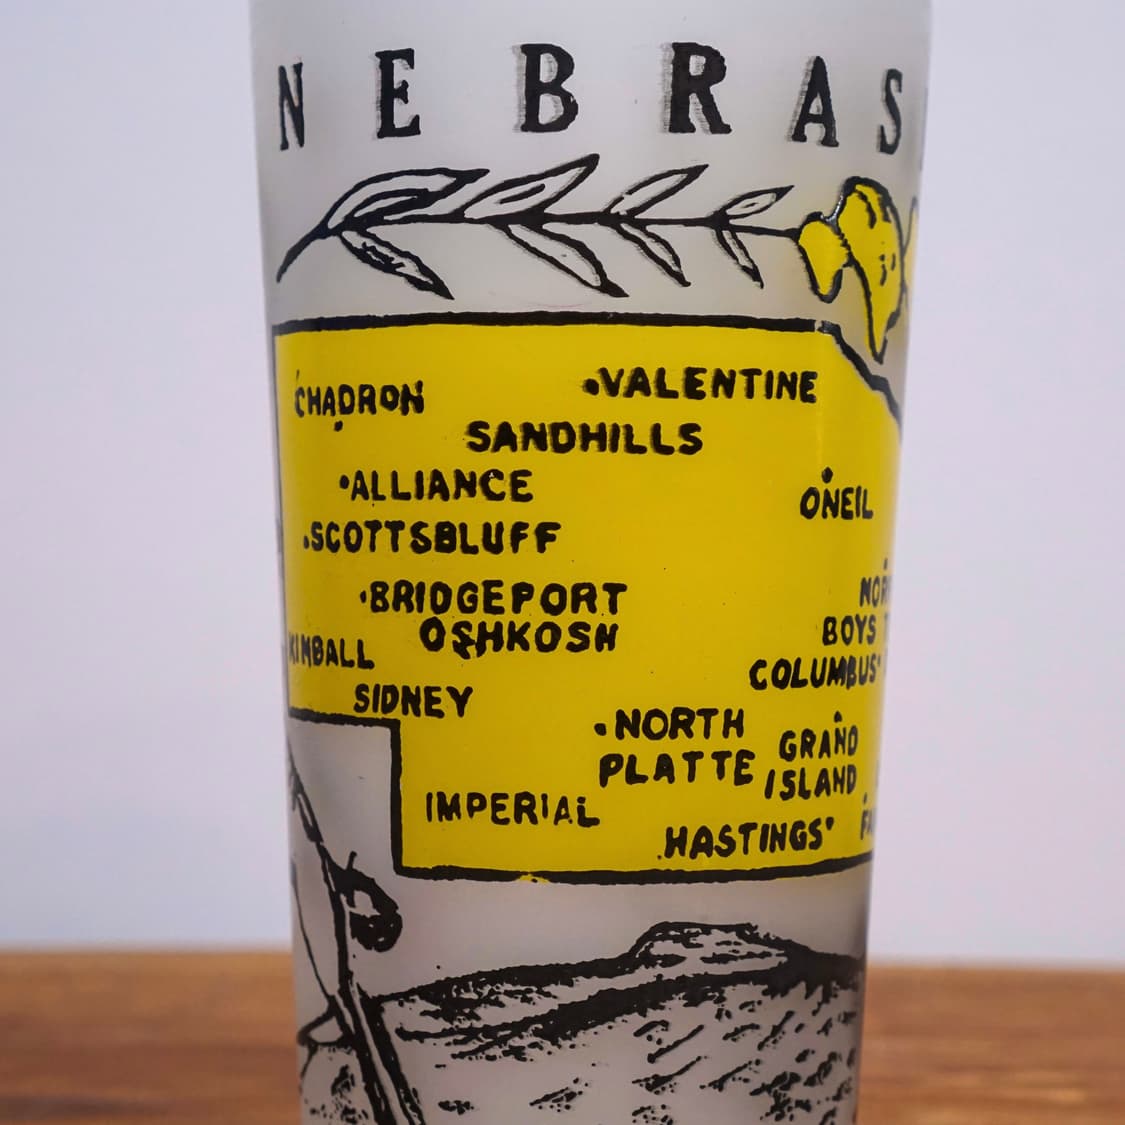 NEBRAS
CHADRON
VALENTINE
SANDHILLS
ALLIANCE
ONEIL
SCOTTSBLUFF
BRIDGEPORT
OSHKOSH
BOYS
KIMBALL
COLUMBUS
SIDNEY
NORTH
PLATTE
GRAND
ISLAND
IMPERIAL
HASTINGS